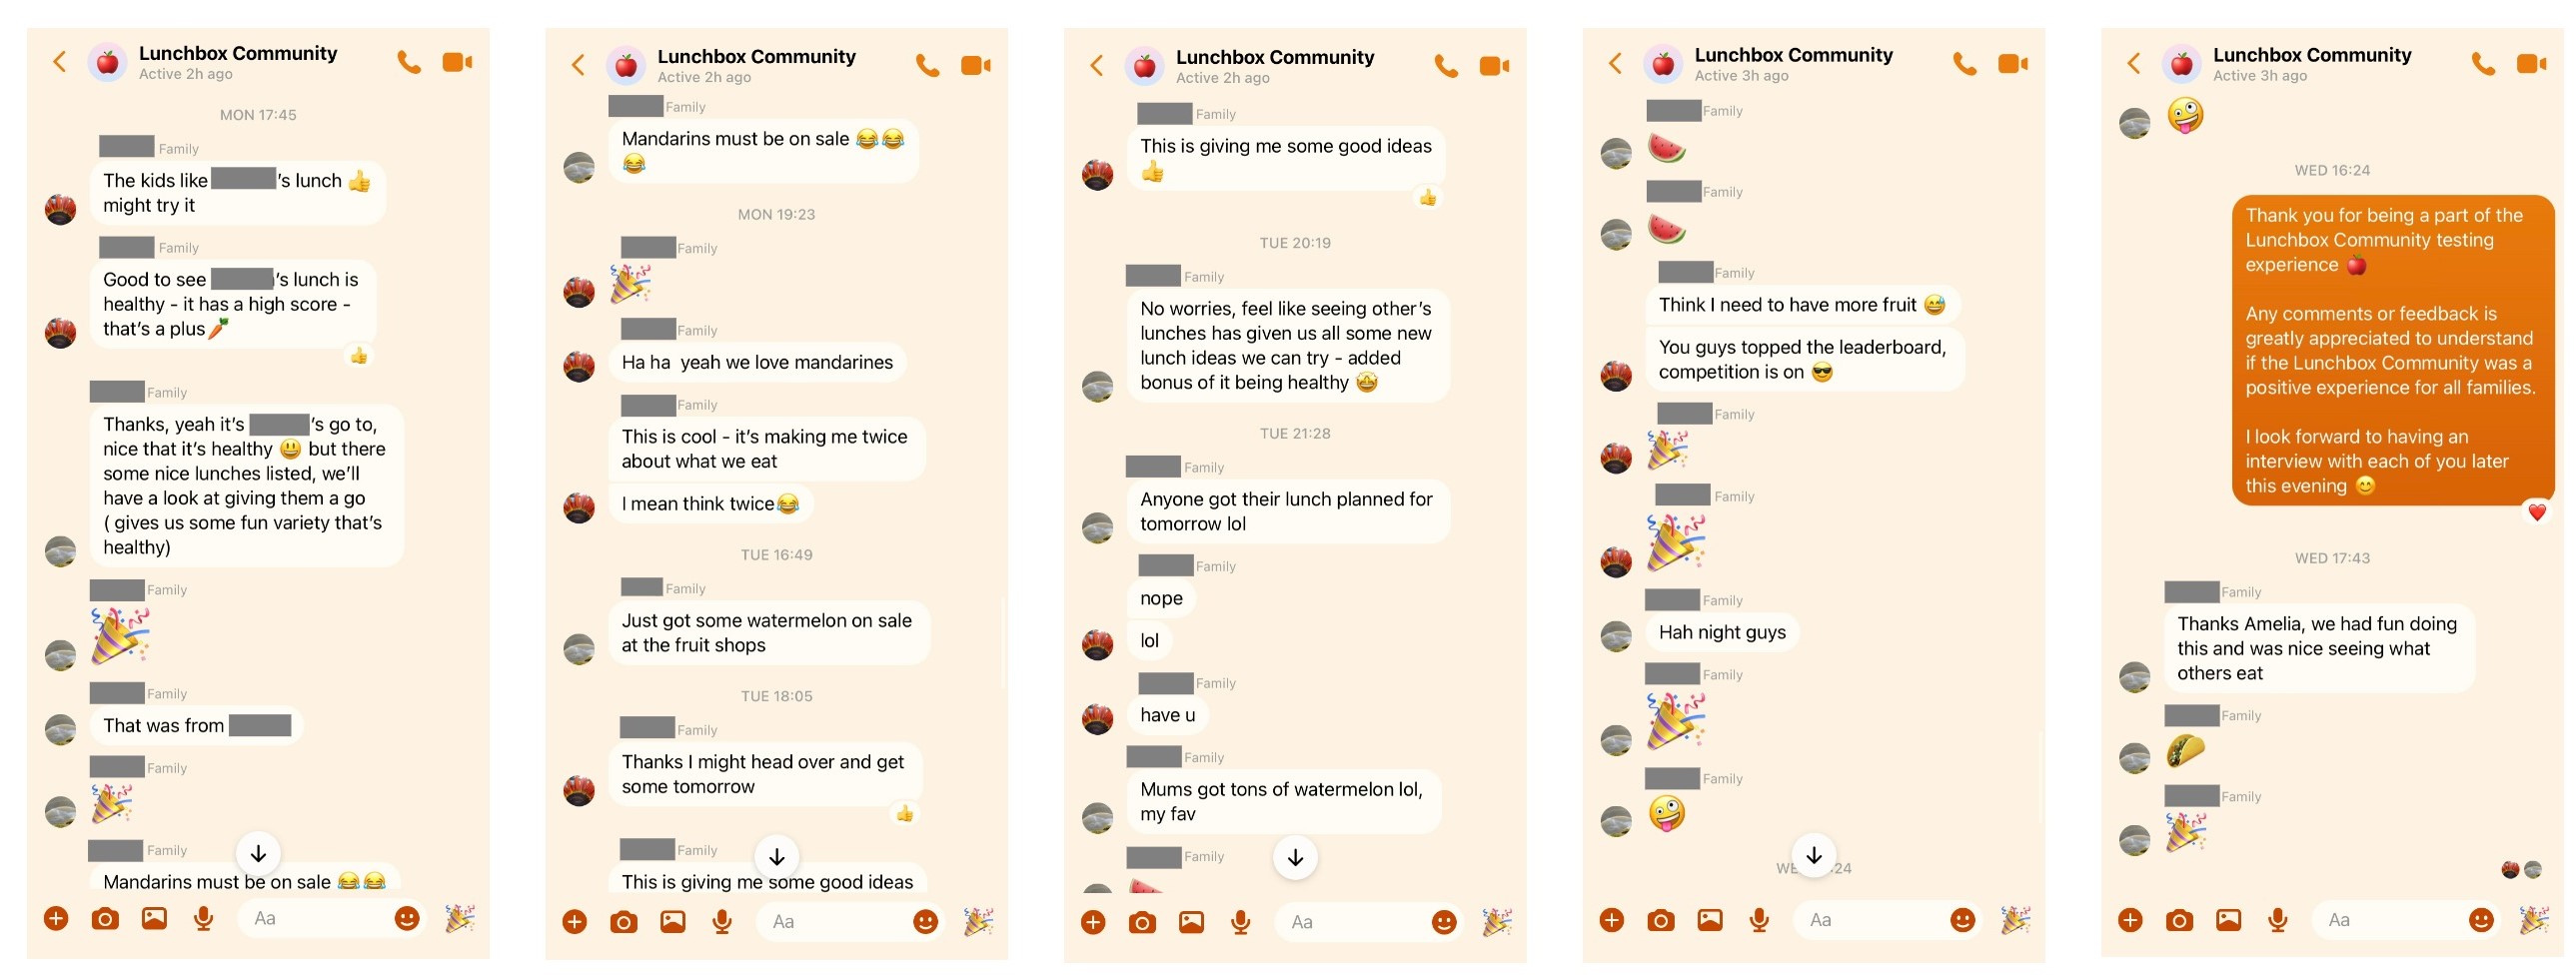 Lunchbox Community
Active 2h ago
MON 17:45
Family
The kids like 's lunch 👍
might try it
Family
Good to see 's lunch is
healthy - it has a high score -
that's a plus🥕
👍
Family
Thanks, yeah it's 's go to,
nice that it's healthy 😃 but there
some nice lunches listed, we'll
have a look at giving them a go
( gives us some fun variety that's
healthy)
Family
🎉
Family
That was from
Family
🎉
Family
Mandarins must be on sale 😂😂
Aa
Lunchbox Community
Active 2h ago
Family
Mandarins must be on sale 😂😂
😂
MON 19:23
Family
🎉
Family
Ha ha  yeah we love mandarines
Family
This is cool - it's making me twice
about what we eat
I mean think twice😂
TUE 16:49
Family
Just got some watermelon on sale
at the fruit shops
TUE 18:05
Family
Thanks I might head over and get
some tomorrow
👍
Family
This is giving me some good ideas
Aa
Lunchbox Community
Active 2h ago
Family
This is giving me some good ideas
👍
👍
TUE 20:19
Family
No worries, feel like seeing other's
lunches has given us all some new
lunch ideas we can try - added
bonus of it being healthy 🤩
TUE 21:28
Family
Anyone got their lunch planned for
tomorrow lol
Family
nope
lol
Family
have u
Family
Mums got tons of watermelon lol,
my fav
Family
🍉
Aa
Lunchbox Community
Active 3h ago
Family
🍉
Family
🍉
Family
Think I need to have more fruit 😅
You guys topped the leaderboard,
competition is on 😎
Family
🎉
Family
🎉
Family
Hah night guys
Family
🎉
Family
🤪
Aa
Lunchbox Community
Active 3h ago
🤪
WED 16:24
Thank you for being a part of the
Lunchbox Community testing
experience 🍎
Any comments or feedback is
greatly appreciated to understand
if the Lunchbox Community was a
positive experience for all families.
I look forward to having an
interview with each of you later
this evening 😊
❤️
WED 17:43
Family
Thanks Amelia, we had fun doing
this and was nice seeing what
others eat
Family
🌮
Family
🎉
Aa